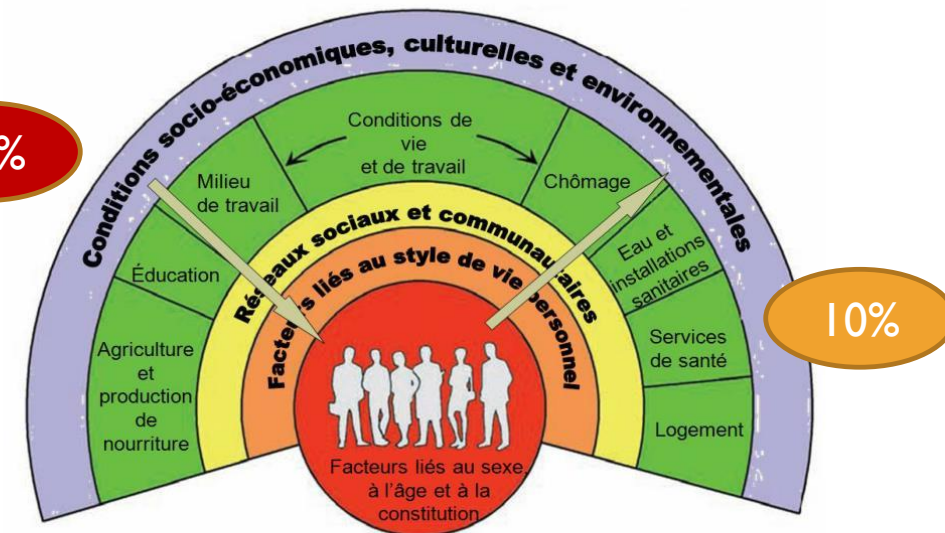 Conditions socio-économiques, culturelles et environnementales
%
Conditions de
vie
et de travail
Milieu
de travail
Chômage
Réseaux sociaux et communautaires
Éducation
Eau et
installations
sanitaires
Facteurs liés au style de vie personnel
10%
Agriculture
et
production
de
nourriture
Services
de santé
Logement
Facteurs liés au sexe,
à l'âge et à la
constitution